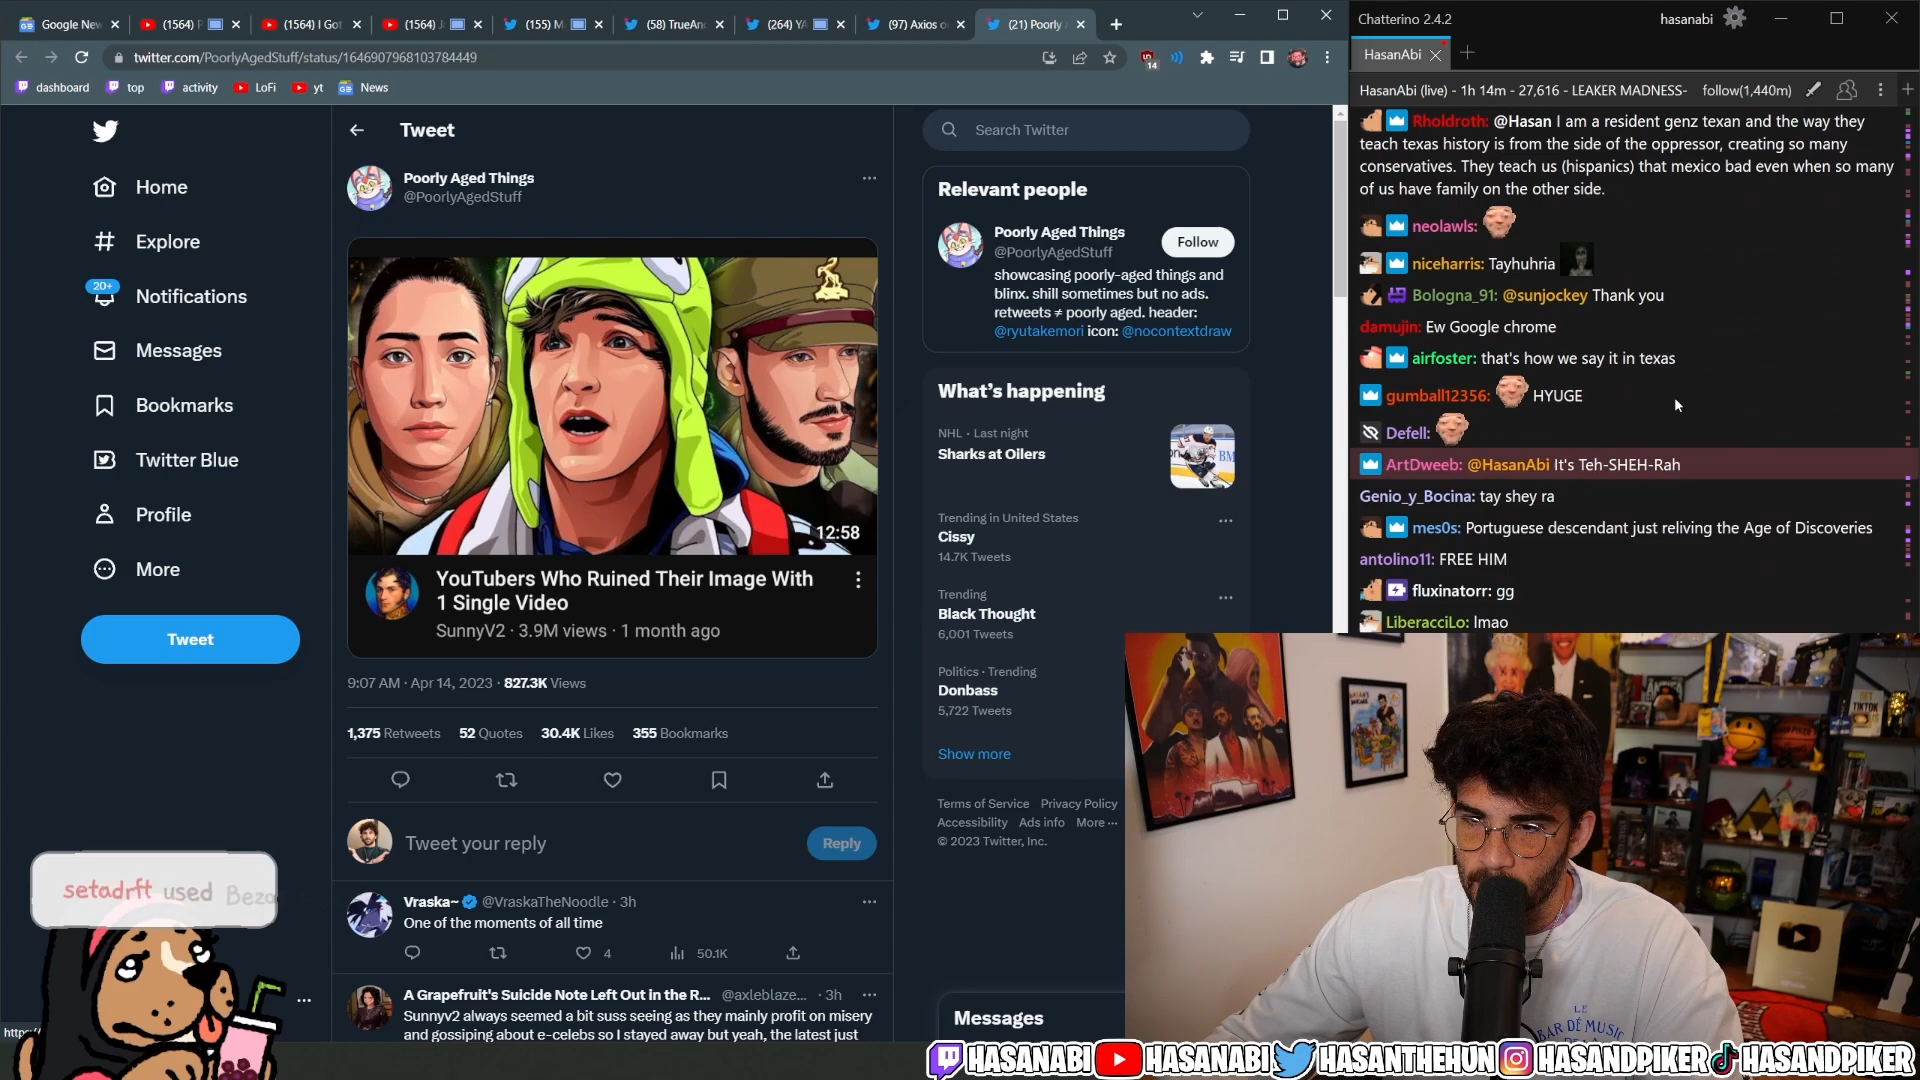 Google New
(1564) P
(1564) I Got
(1564) J
(155) M
(58) TrueAn
(264) YA
(97) Axios o
(21) Poorly
twitter.com/PoorlyAgedStuff/status/1646907968103784449
14
dashboard
top
activity
LoFi
yt
News
Home
Explore
20+
Notifications
Messages
Bookmarks
Twitter Blue
Profile
More
Tweet
setadrft used
Tweet
Poorly Aged Things
@PoorlyAgedStuff
12:58
YouTubers Who Ruined Their Image With
1 Single Video
SunnyV2 · 3.9M views · 1 month ago
9:07 AM · Apr 14, 2023 · 827.3K Views
1,375 Retweets 52 Quotes 30.4K Likes 355 Bookmarks
Tweet your reply
Reply
Vraska~ @VraskaTheNoodle · 3h
One of the moments of all time
4
50.1K
A Grapefruit's Suicide Note Left Out in the R... @axleblaze... · 3h
Sunnyv2 always seemed a bit suss seeing as they mainly profit on misery
and gossiping about e-celebs so I stayed away but yeah, the latest just
Search Twitter
Relevant people
Poorly Aged Things
@PoorlyAgedStuff
Follow
showcasing poorly-aged things and
blinx. shill sometimes but no ads.
retweets ≠ poorly aged. header:
@ryutakemori icon: @nocontextdraw
What's happening
NHL · Last night
Sharks at Oilers
Trending in United States
Cissy
14.7K Tweets
Trending
Black Thought
6,001 Tweets
Politics · Trending
Donbass
5,722 Tweets
Show more
Terms of Service Privacy Policy
Accessibility Ads info More ···
© 2023 Twitter, Inc.
Messages
Chatterino 2.4.2
hasanabi
HasanAbi
HasanAbi (live) - 1h 14m - 27,616 - LEAKER MADNESS- follow(1,440m)
Rholdroth: @Hasan I am a resident genz texan and the way they
teach texas history is from the side of the oppressor, creating so many
conservatives. They teach us (hispanics) that mexico bad even when so many
of us have family on the other side.
neolawls:
niceharris: Tayhuhria
Bologna_91: @sunjockey Thank you
damujin: Ew Google chrome
airfoster: that's how we say it in texas
gumball12356: HYUGE
Defell:
ArtDweeb: @HasanAbi It's Teh-SHEH-Rah
Genio_y_Bocina: tay shey ra
mes0s: Portuguese descendant just reliving the Age of Discoveries
antolino11: FREE HIM
fluxinatorr: gg
LiberacciLo: lmao
LE
BAR DÉ MUSIC
HASANABI HASANABI HASANTHEHUN HASANDPIKER HASANDPIKER